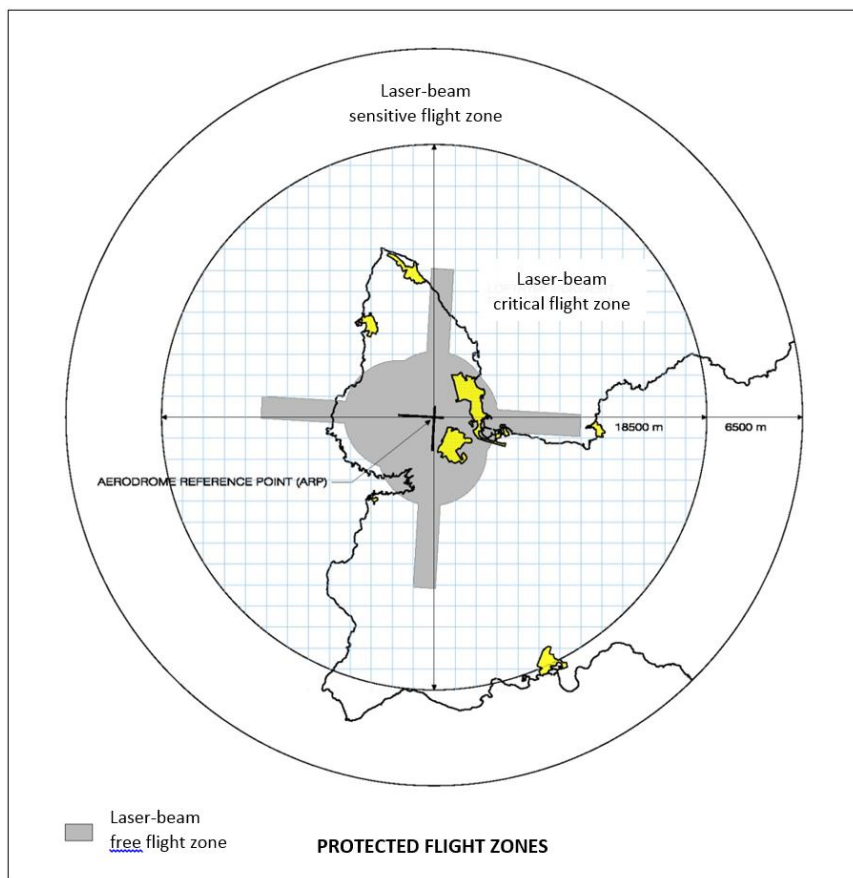 Laser-beam
sensitive flight zone
Laser-beam
critical flight zone
18500 m
6500 m
AERODROME REFERENCE POINT (ARP)
Laser-beam
free flight zone
PROTECTED FLIGHT ZONES